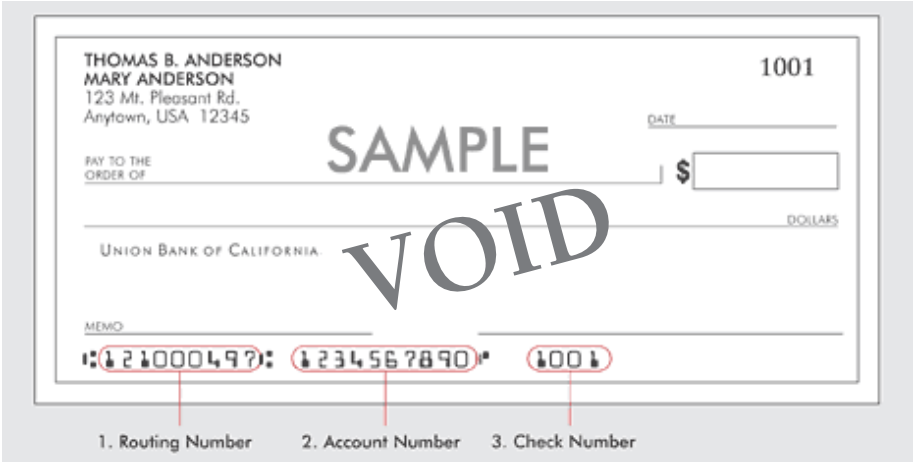 THOMAS B. ANDERSON
MARY ANDERSON
123 Mt. Pleasant Rd.
Anytown, USA 12345
1001
DATE
SAMPLE
PAY TO THE
ORDER OF
$
VOID
DOLLARS
UNION BANK OF CALIFORNIA
MEMO
⑆121000497⑆ 1234567890⑈ 1001
1. Routing Number 2. Account Number 3. Check Number